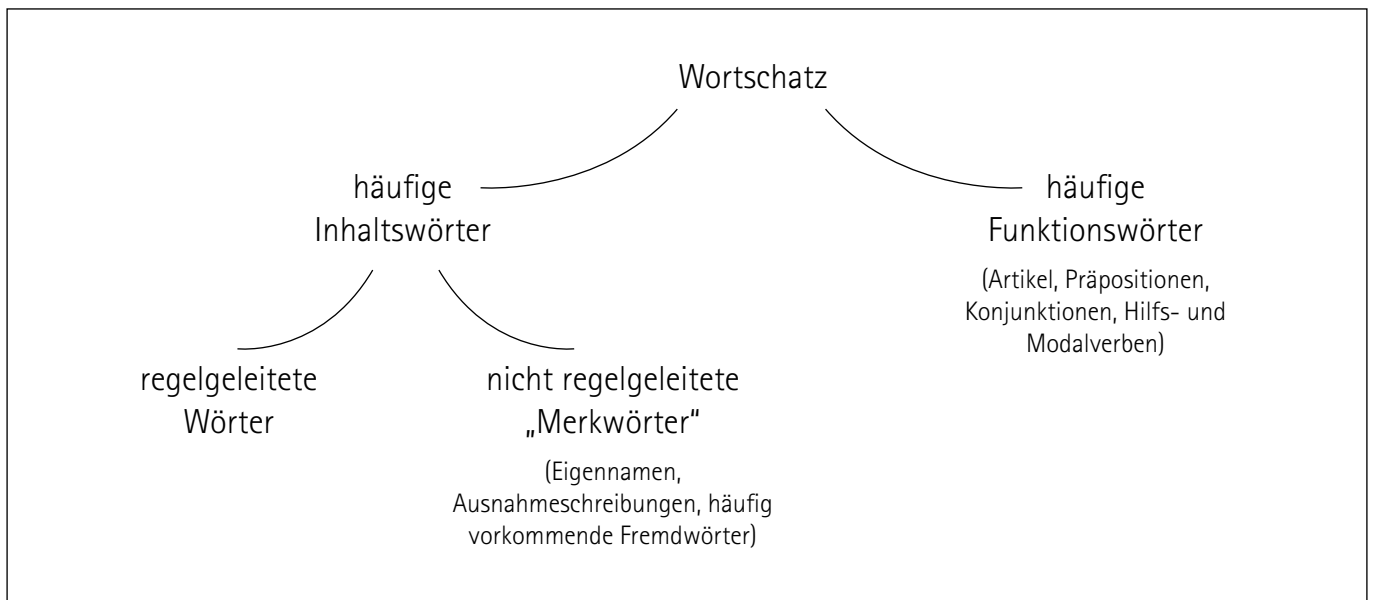 Wortschatz
häufige
Inhaltswörter
häufige
Funktionswörter
(Artikel, Präpositionen,
Konjunktionen, Hilfs- und
Modalverben)
regelgeleitete
Wörter
nicht regelgeleitete
„Merkwörter“
(Eigennamen,
Ausnahmeschreibungen, häufig
vorkommende Fremdwörter)